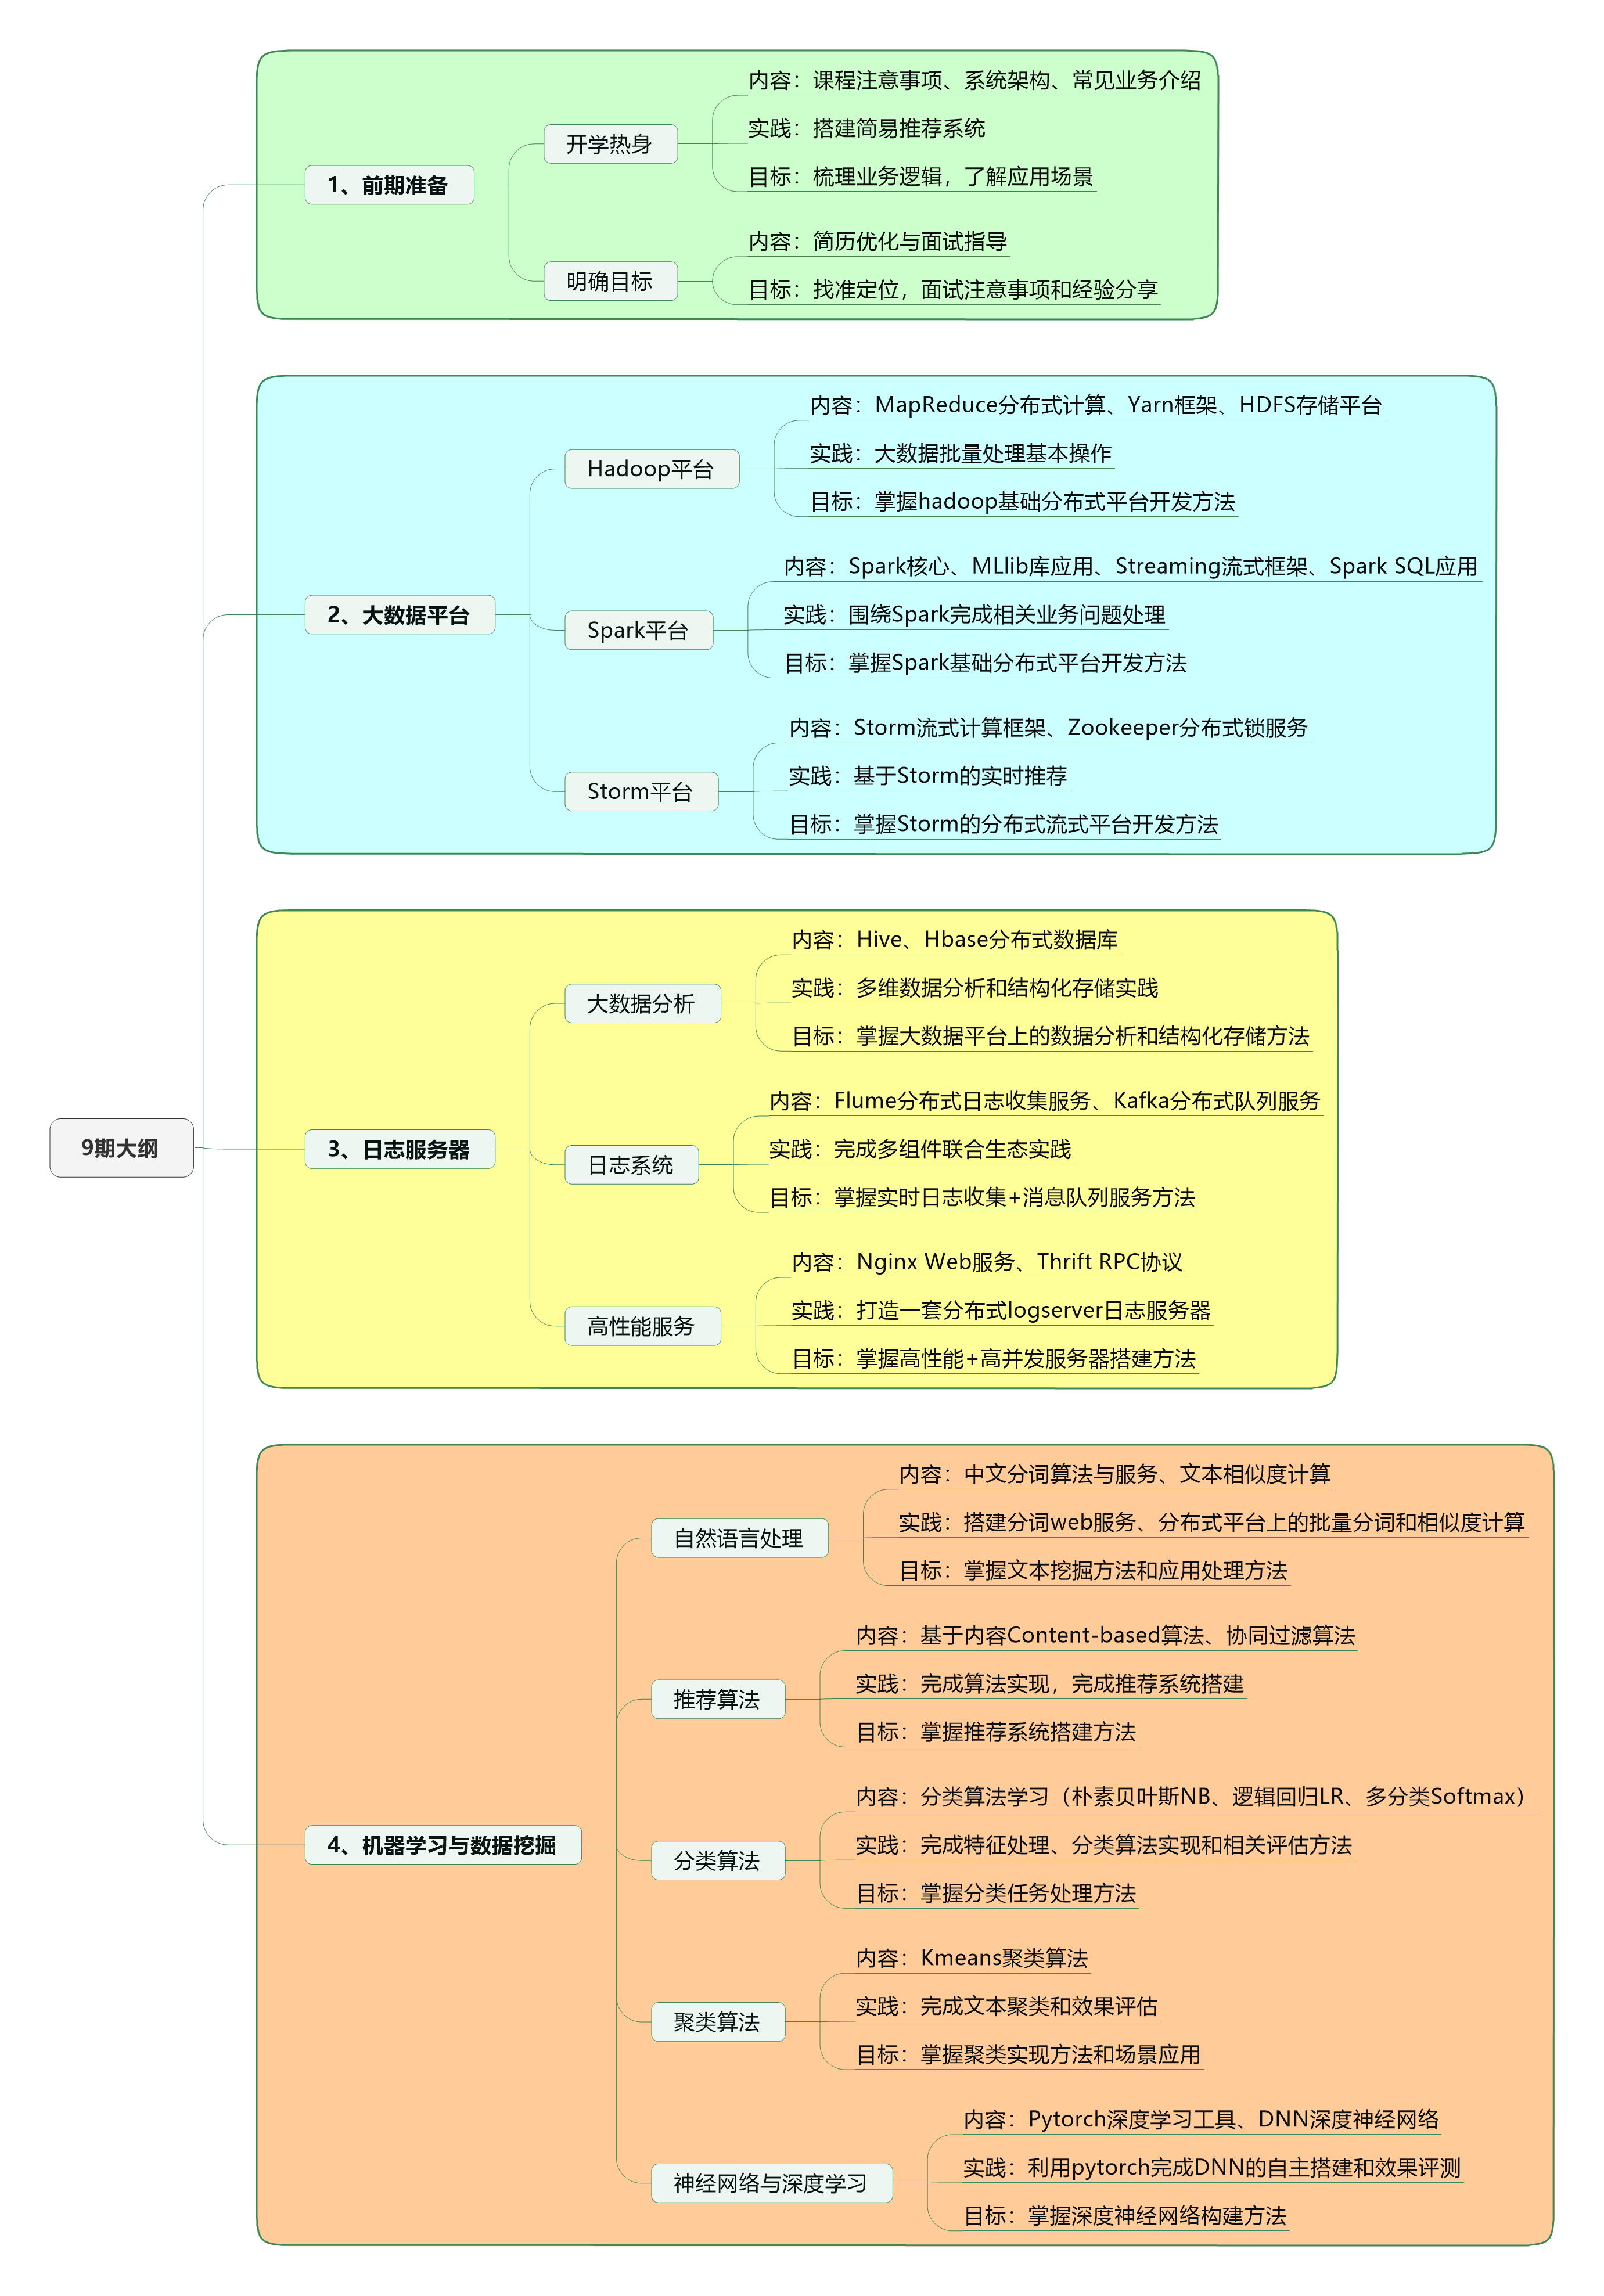 9期大纲
1、前期准备
开学热身
内容：课程注意事项、系统架构、常见业务介绍
实践：搭建简易推荐系统
目标：梳理业务逻辑，了解应用场景
明确目标
内容：简历优化与面试指导
目标：找准定位，面试注意事项和经验分享
2、大数据平台
Hadoop平台
内容：MapReduce分布式计算、Yarn框架、HDFS存储平台
实践：大数据批量处理基本操作
目标：掌握hadoop基础分布式平台开发方法
Spark平台
内容：Spark核心、MLlib库应用、Streaming流式框架、Spark SQL应用
实践：围绕Spark完成相关业务问题处理
目标：掌握Spark基础分布式平台开发方法
Storm平台
内容：Storm流式计算框架、Zookeeper分布式锁服务
实践：基于Storm的实时推荐
目标：掌握Storm的分布式流式平台开发方法
3、日志服务器
大数据分析
内容：Hive、Hbase分布式数据库
实践：多维数据分析和结构化存储实践
目标：掌握大数据平台上的数据分析和结构化存储方法
日志系统
内容：Flume分布式日志收集服务、Kafka分布式队列服务
实践：完成多组件联合生态实践
目标：掌握实时日志收集+消息队列服务方法
高性能服务
内容：Nginx Web服务、Thrift RPC协议
实践：打造一套分布式logserver日志服务器
目标：掌握高性能+高并发服务器搭建方法
4、机器学习与数据挖掘
自然语言处理
内容：中文分词算法与服务、文本相似度计算
实践：搭建分词web服务、分布式平台上的批量分词和相似度计算
目标：掌握文本挖掘方法和应用处理方法
推荐算法
内容：基于内容Content-based算法、协同过滤算法
实践：完成算法实现，完成推荐系统搭建
目标：掌握推荐系统搭建方法
分类算法
内容：分类算法学习（朴素贝叶斯NB、逻辑回归LR、多分类Softmax）
实践：完成特征处理、分类算法实现和相关评估方法
目标：掌握分类任务处理方法
聚类算法
内容：Kmeans聚类算法
实践：完成文本聚类和效果评估
目标：掌握聚类实现方法和场景应用
神经网络与深度学习
内容：Pytorch深度学习工具、DNN深度神经网络
实践：利用pytorch完成DNN的自主搭建和效果评测
目标：掌握深度神经网络构建方法